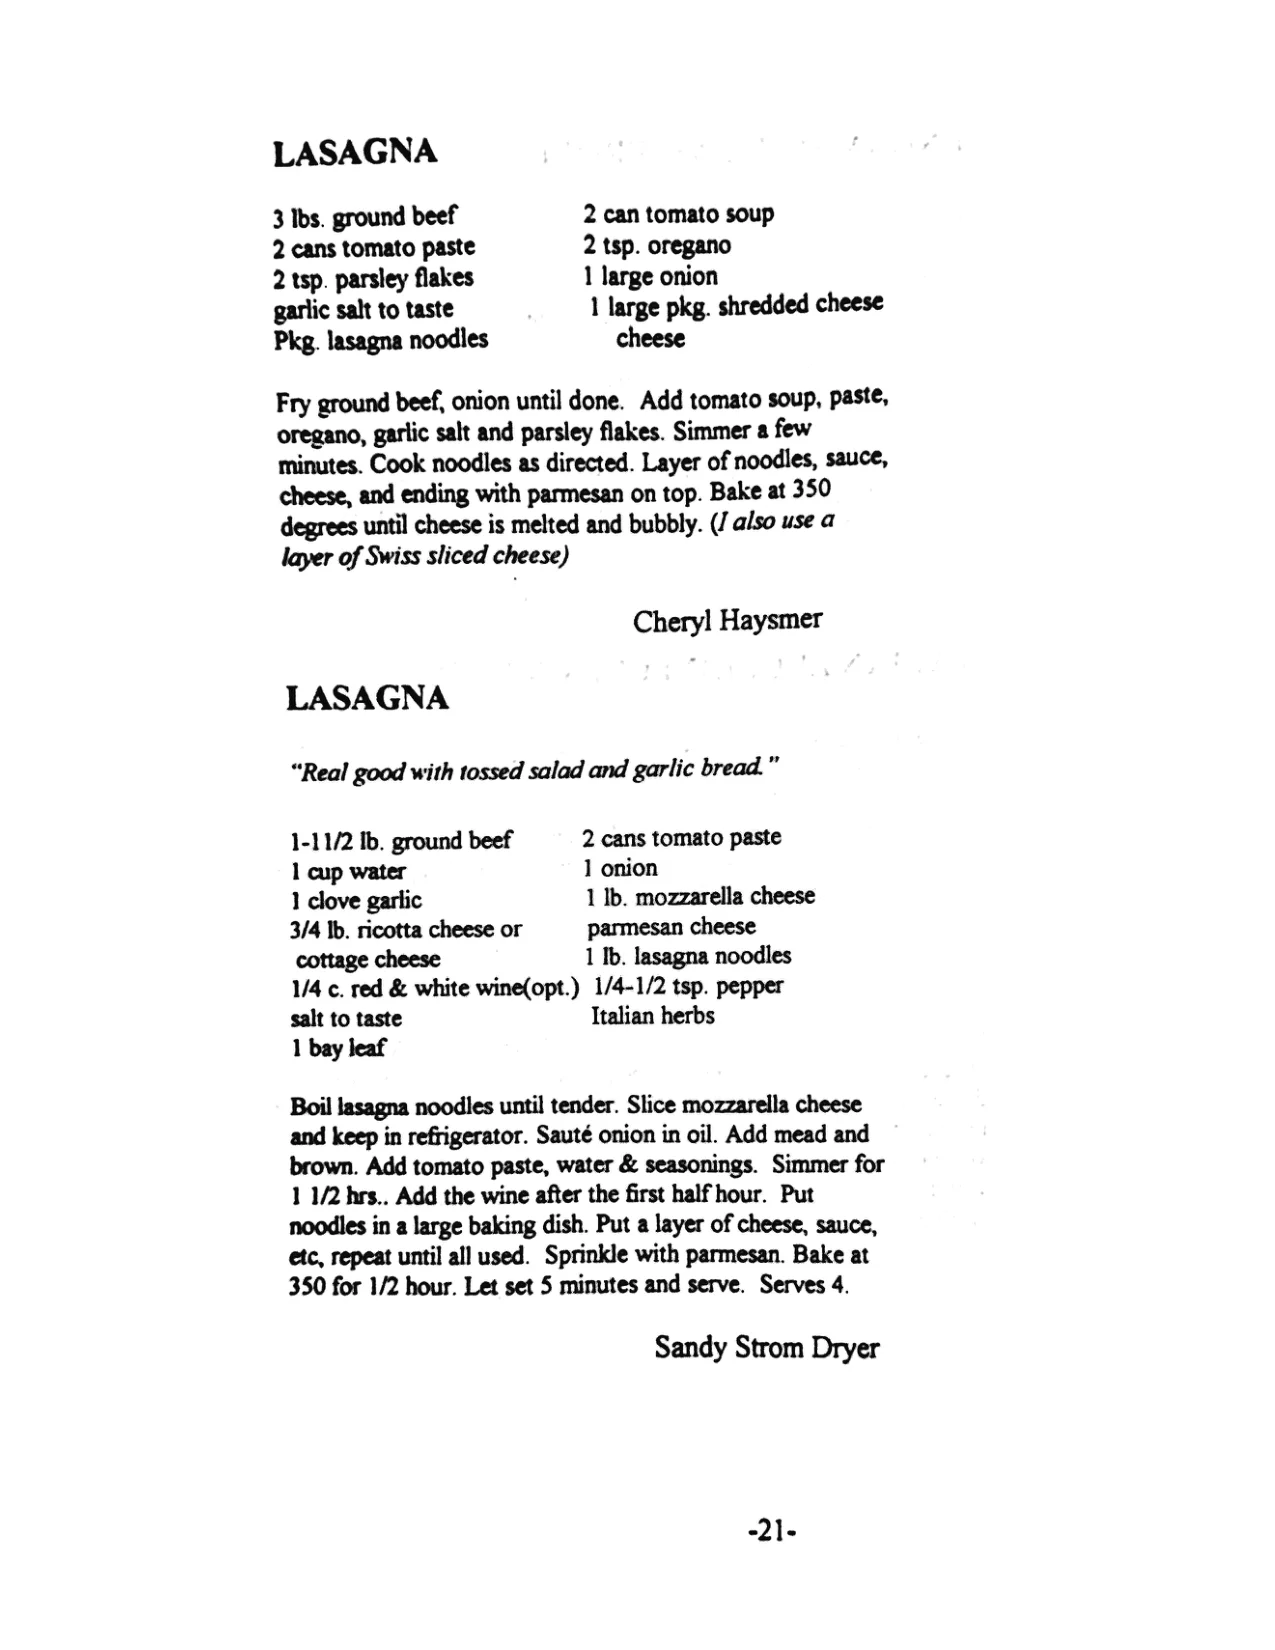 LASAGNA
3 lbs. ground beef 2 can tomato soup
2 cans tomato paste 2 tsp. oregano
2 tsp. parsley flakes 1 large onion
garlic salt to taste 1 large pkg. shredded cheese
Pkg. lasagna noodles cheese
Fry ground beef, onion until done. Add tomato soup, paste,
oregano, garlic salt and parsley flakes. Simmer a few
minutes. Cook noodles as directed. Layer of noodles, sauce,
cheese, and ending with parmesan on top. Bake at 350
degrees until cheese is melted and bubbly. (I also use a
layer of Swiss sliced cheese)
Cheryl Haysmer
LASAGNA
"Real good with tossed salad and garlic bread."
1-1 1/2 lb. ground beef 2 cans tomato paste
1 cup water 1 onion
1 clove garlic 1 lb. mozzarella cheese
3/4 lb. ricotta cheese or parmesan cheese
cottage cheese 1 lb. lasagna noodles
1/4 c. red & white wine(opt.) 1/4-1/2 tsp. pepper
salt to taste Italian herbs
1 bay leaf
Boil lasagna noodles until tender. Slice mozzarella cheese
and keep in refrigerator. Sauté onion in oil. Add mead and
brown. Add tomato paste, water & seasonings. Simmer for
1 1/2 hrs.. Add the wine after the first half hour. Put
noodles in a large baking dish. Put a layer of cheese, sauce,
etc, repeat until all used. Sprinkle with parmesan. Bake at
350 for 1/2 hour. Let set 5 minutes and serve. Serves 4.
Sandy Strom Dryer
-21-